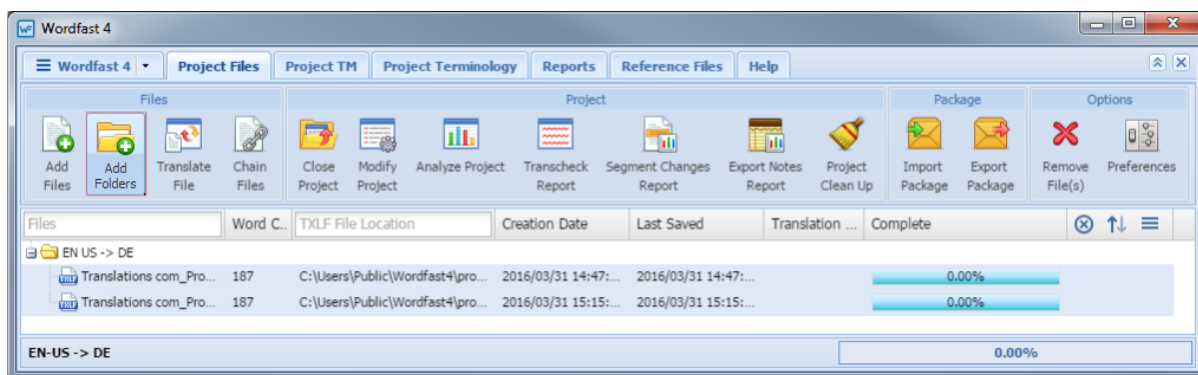 Wordfast 4
Wordfast 4 Project Files Project TM Project Terminology Reports Reference Files Help
Files Project Package Options
Add Files Add Folders Translate File Chain Files Close Project Modify Project Analyze Project Transcheck Report Segment Changes Report Export Notes Report Project Clean Up Import Package Export Package Remove File(s) Preferences
Files Word C.. TXLF File Location Creation Date Last Saved Translation ... Complete
EN US -> DE
Translations com_Pro... 187 C:\Users\Public\Wordfast4\pro... 2016/03/31 14:47:... 2016/03/31 14:47:... 0.00%
Translations com_Pro... 187 C:\Users\Public\Wordfast4\pro... 2016/03/31 15:15:... 2016/03/31 15:15:... 0.00%
EN-US -> DE 0.00%